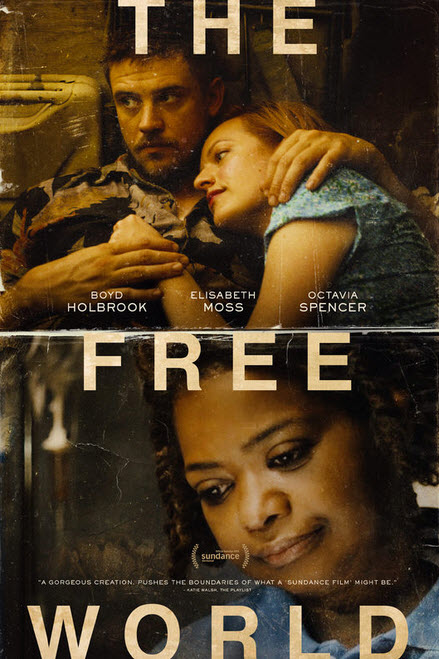 THE
BOYD ELISABETH OCTAVIA
HOLBROOK MOSS SPENCER
FREE
sundance
"A GORGEOUS CREATION. PUSHES THE BOUNDARIES OF WHAT A 'SUNDANCE FILM' MIGHT BE."
- KATIE WALSH, THE PLAYLIST
WORLD